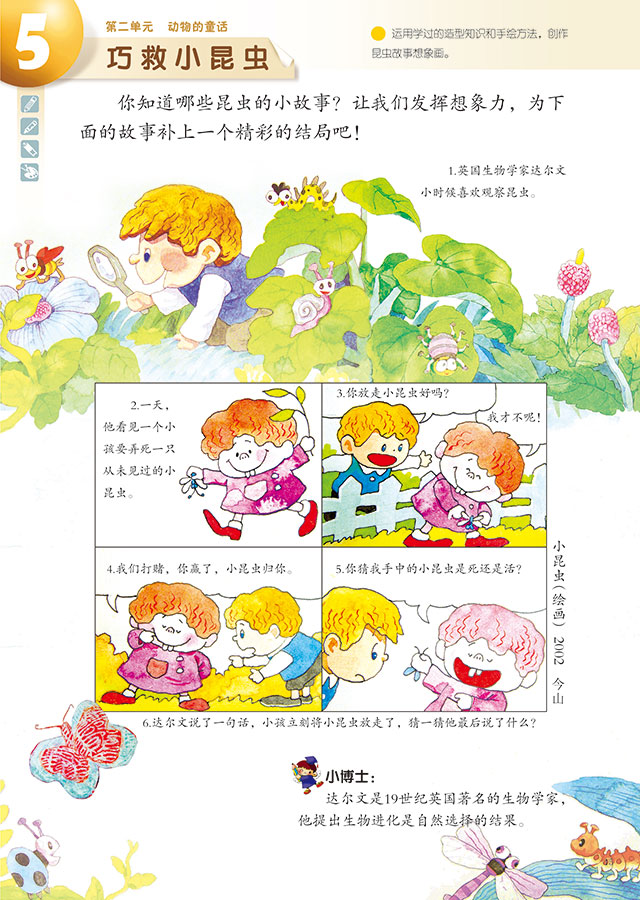 5
第二单元 动物的童话
巧救小昆虫
运用学过的造型知识和手绘方法，创作
昆虫故事想象画。
你知道哪些昆虫的小故事？让我们发挥想象力，为下
面的故事补上一个精彩的结局吧！
1.英国生物学家达尔文
小时候喜欢观察昆虫。
2.一天，
他看见一个小
孩要弄死一只
从未见过的小
昆虫。
3.你放走小昆虫好吗？
我才不呢！
4.我们打赌，你赢了，小昆虫归你。
5.你猜我手中的小昆虫是死还是活？
小昆虫（绘画） 2002 今山
6.达尔文说了一句话，小孩立刻将小昆虫放走了，猜一猜他最后说了什么？
小博士：
达尔文是19世纪英国著名的生物学家，
他提出生物进化是自然选择的结果。